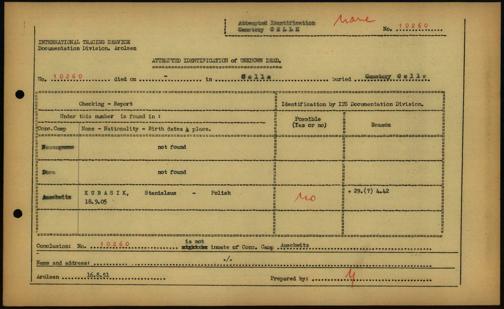 Attempted Identification
Cemetery CELLE
None
No. 10260
INTERNATIONAL TRACING SERVICE
Documentation Division, Arolsen
ATTEMPTED IDENTIFICATION of UNKNOWN DEAD.
No. 10260 died on - in Celle buried Cemetery Celle
Checking - Report
Identification by ITS Documentation Division.
Under this number is found in :
Possible
(Yes or no)
Reason
Conc.Camp
Name - Nationality - Birth dates & place.
not found
Dora
not found
Auschwitz
KUBASIK, Stanislaus - Polish
18.9.05
No
+ 29.(7) 4.42
Conclusion: No. 10260 is not inmate of Conc. Camp Auschwitz
Name and address: -/-
Arolsen 16.8.51
Prepared by: